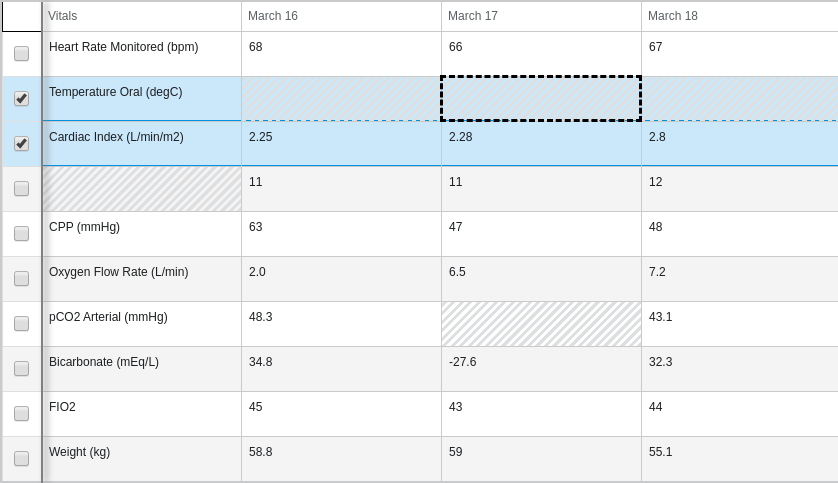 Vitals March 16 March 17 March 18
Heart Rate Monitored (bpm) 68 66 67
Temperature Oral (degC)
Cardiac Index (L/min/m2) 2.25 2.28 2.8
11 11 12
CPP (mmHg) 63 47 48
Oxygen Flow Rate (L/min) 2.0 6.5 7.2
pCO2 Arterial (mmHg) 48.3 43.1
Bicarbonate (mEq/L) 34.8 -27.6 32.3
FIO2 45 43 44
Weight (kg) 58.8 59 55.1